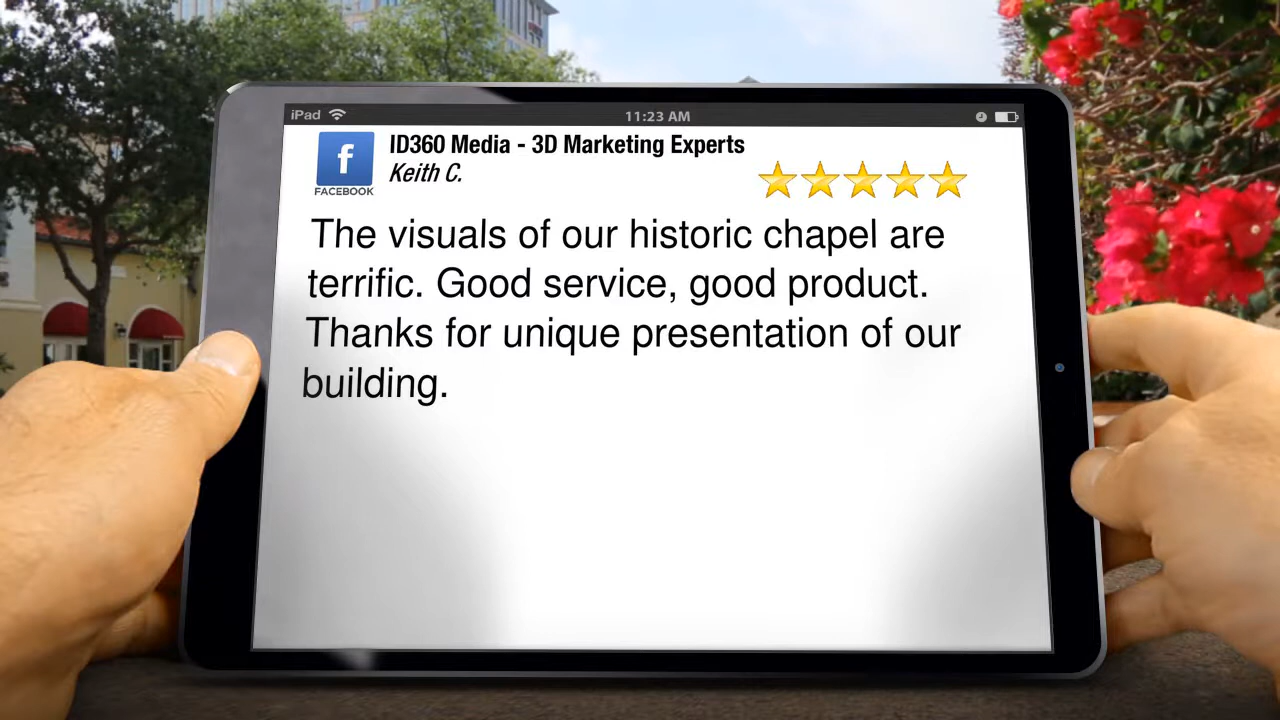 iPad 11:23 AM
f
FACEBOOK
ID360 Media - 3D Marketing Experts
Keith C.
The visuals of our historic chapel are
terrific. Good service, good product.
Thanks for unique presentation of our
building.